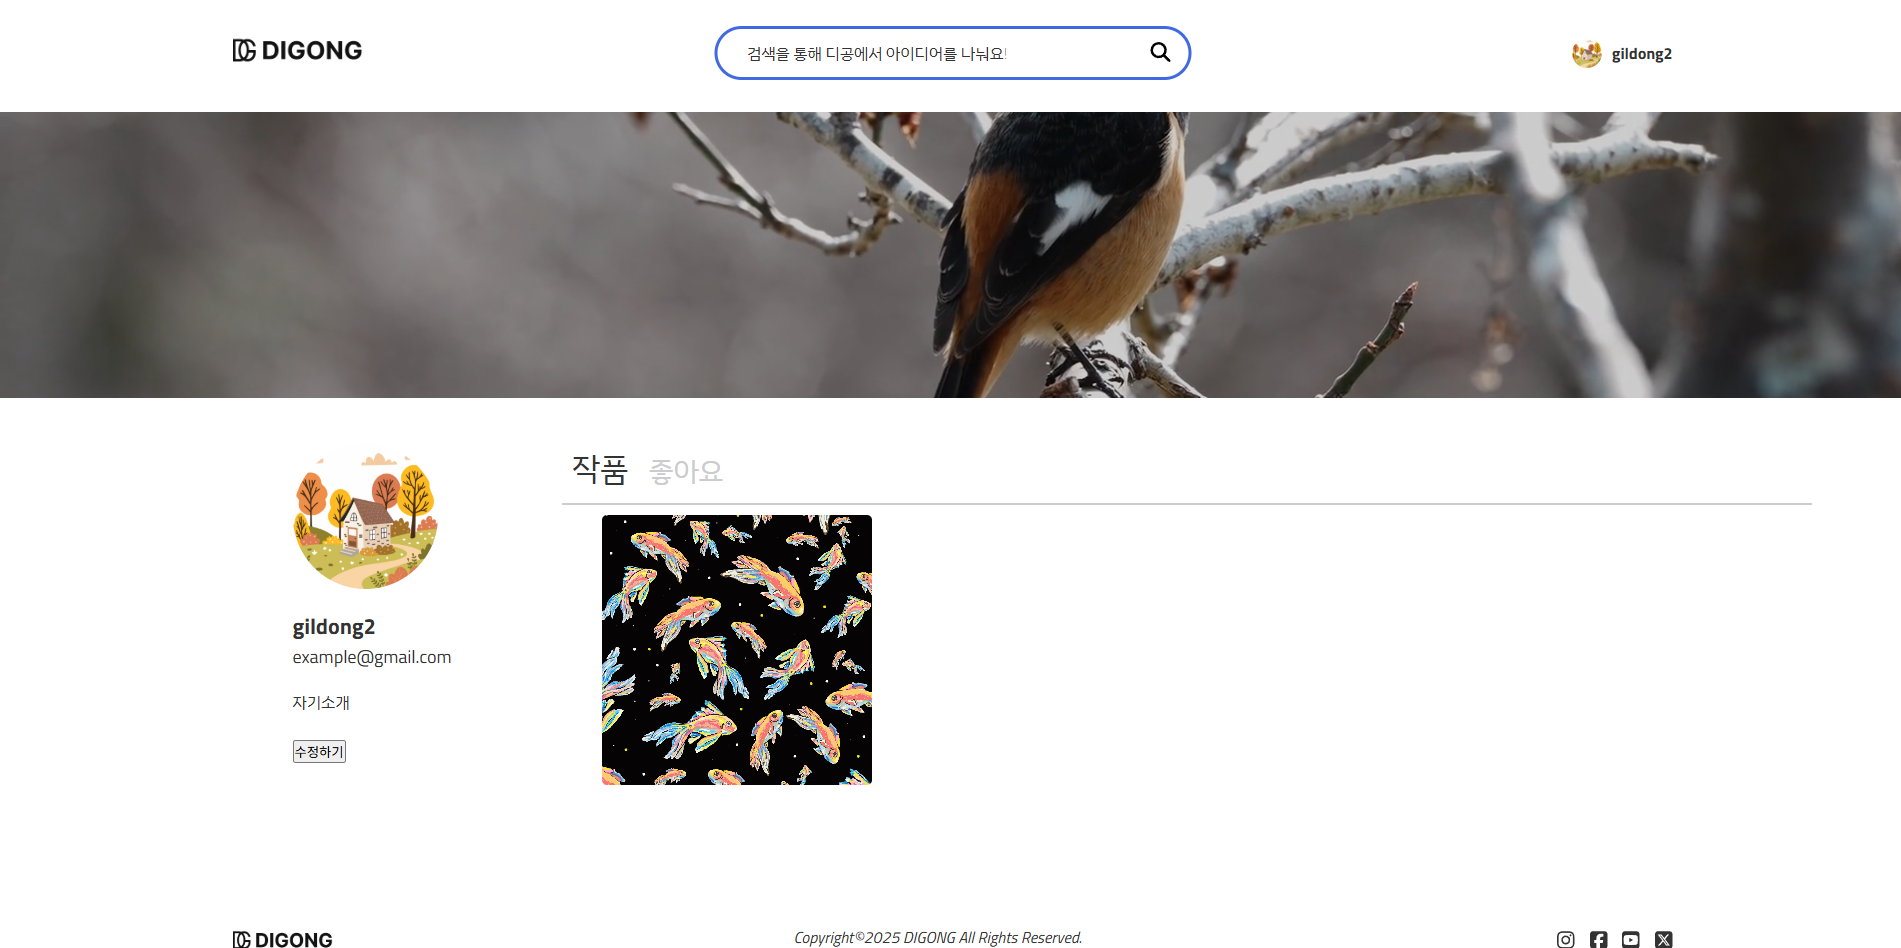 DIGONG
검색을 통해 디공에서 아이디어를 나눠요!
gildong2
작품 좋아요
gildong2
example@gmail.com
자기소개
수정하기
DIGONG
Copyright©2025 DIGONG All Rights Reserved.